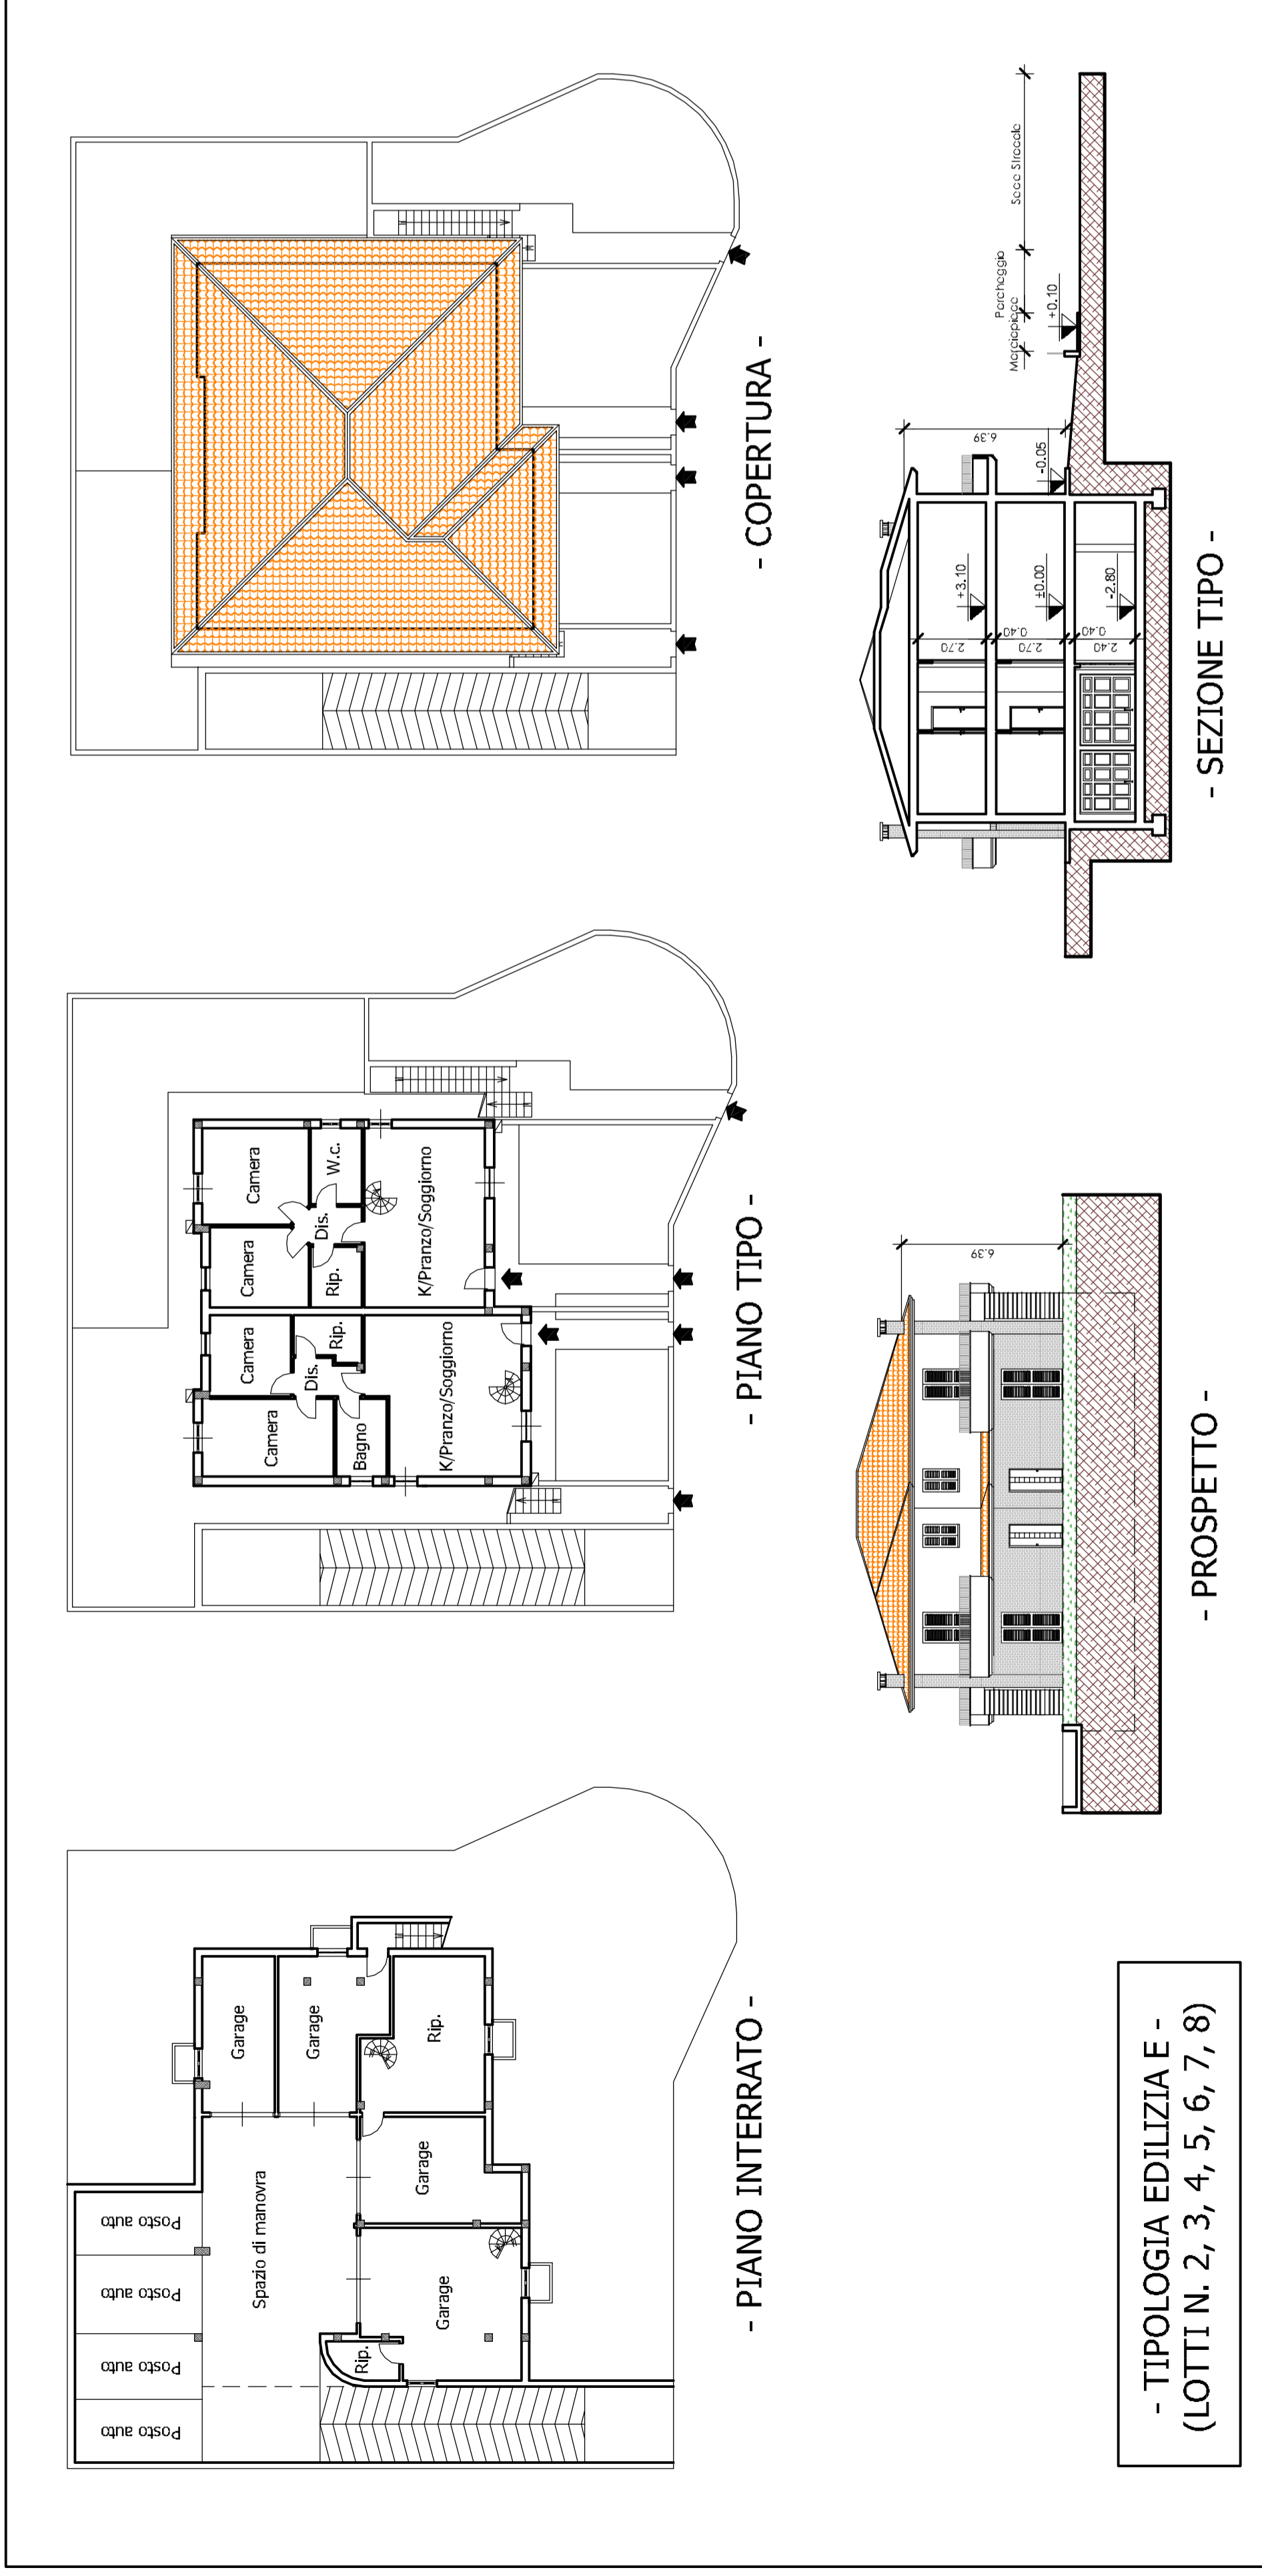 Posto auto
Posto auto
Posto auto
Posto auto
Spazio di manovra
Garage
Garage
Rip.
Garage
Garage
Rip.
- PIANO INTERRATO -
Camera
Camera
Camera
Camera
Bagno
Dis.
Rip.
Rip.
Dis.
W.c.
K/Pranzo/Soggiorno
K/Pranzo/Soggiorno
- PIANO TIPO -
- COPERTURA -
- TIPOLOGIA EDILIZIA E -
(LOTTI N. 2, 3, 4, 5, 6, 7, 8)
6.39
- PROSPETTO -
2.70
0.40
2.70
0.40
2.40
+3.10
±0.00
-2.80
6.39
-0.05
+0.10
Marciapiede
Parcheggio
Sede Stradale
- SEZIONE TIPO -